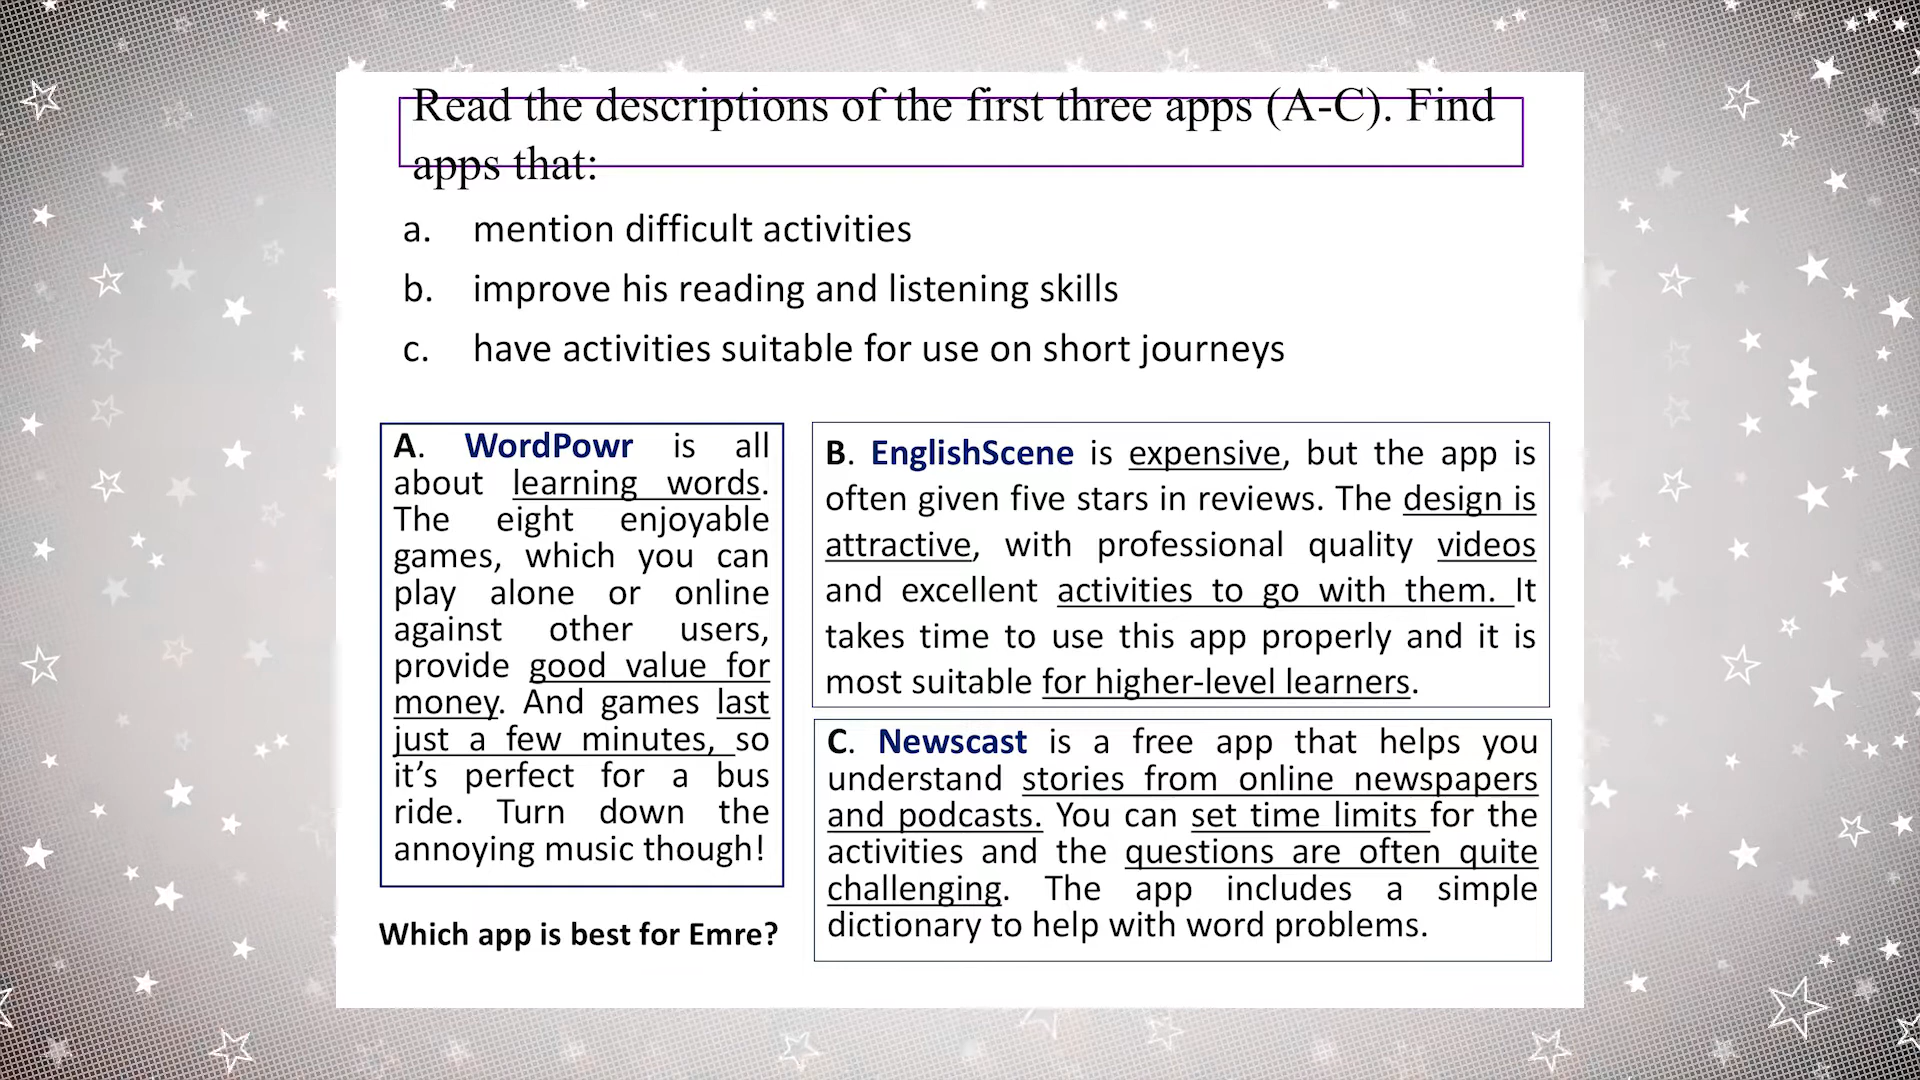 Read the descriptions of the first three apps (A-C). Find
apps that:
a. mention difficult activities
b. improve his reading and listening skills
c. have activities suitable for use on short journeys
A. WordPowr is all
about learning words.
The eight enjoyable
games, which you can
play alone or online
against other users,
provide good value for
money. And games last
just a few minutes, so
it's perfect for a bus
ride. Turn down the
annoying music though!
Which app is best for Emre?
B. EnglishScene is expensive, but the app is
often given five stars in reviews. The design is
attractive, with professional quality videos
and excellent activities to go with them. It
takes time to use this app properly and it is
most suitable for higher-level learners.
C. Newscast is a free app that helps you
understand stories from online newspapers
and podcasts. You can set time limits for the
activities and the questions are often quite
challenging. The app includes a simple
dictionary to help with word problems.